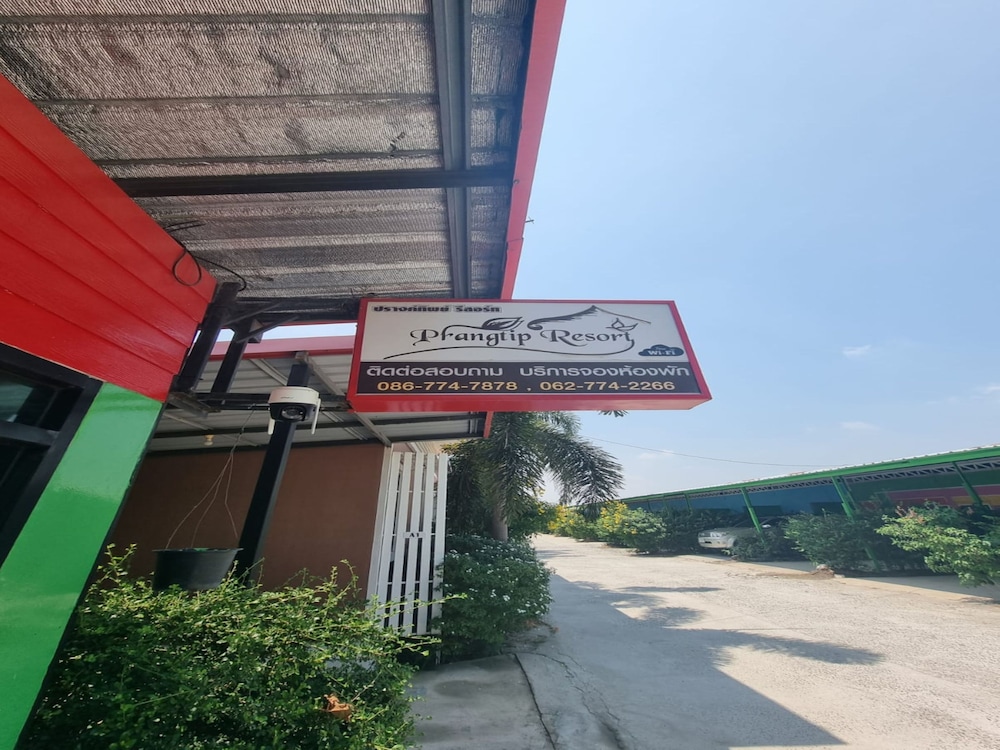 ปรางค์ทิพย์ รีสอร์ท
Prangtip Resort
Wi-Fi
ติดต่อสอบถาม บริการจองห้องพัก
086-774-7878 , 062-774-2266
A1